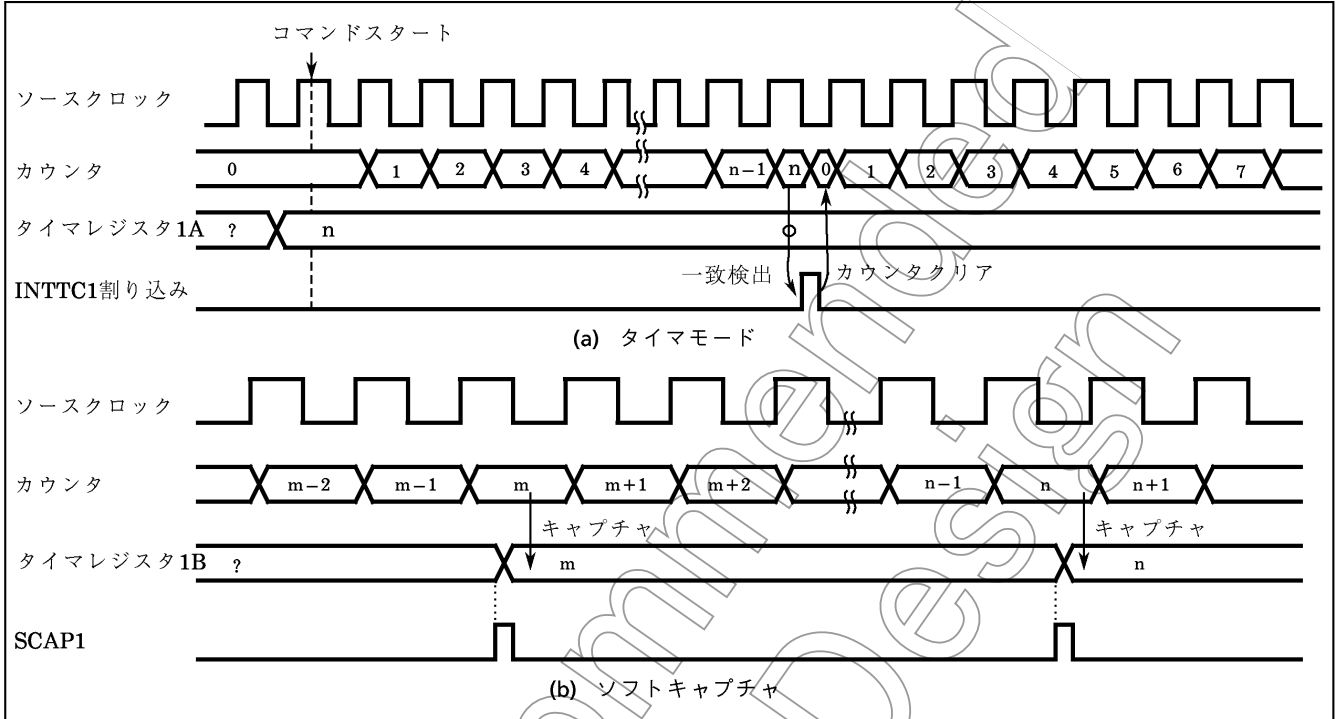 コマンドスタート
ソースクロック
カウンタ 0 1 2 3 4 n-1 n 0 1 2 3 4 5 6 7
タイマレジスタ1A ? n
一致検出 カウンタクリア
INTTC1割り込み
(a) タイマモード
ソースクロック
カウンタ m-2 m-1 m m+1 m+2 n-1 n n+1
キャプチャ キャプチャ
タイマレジスタ1B ? m n
SCAP1
(b) ソフトキャプチャ
ommended
Design